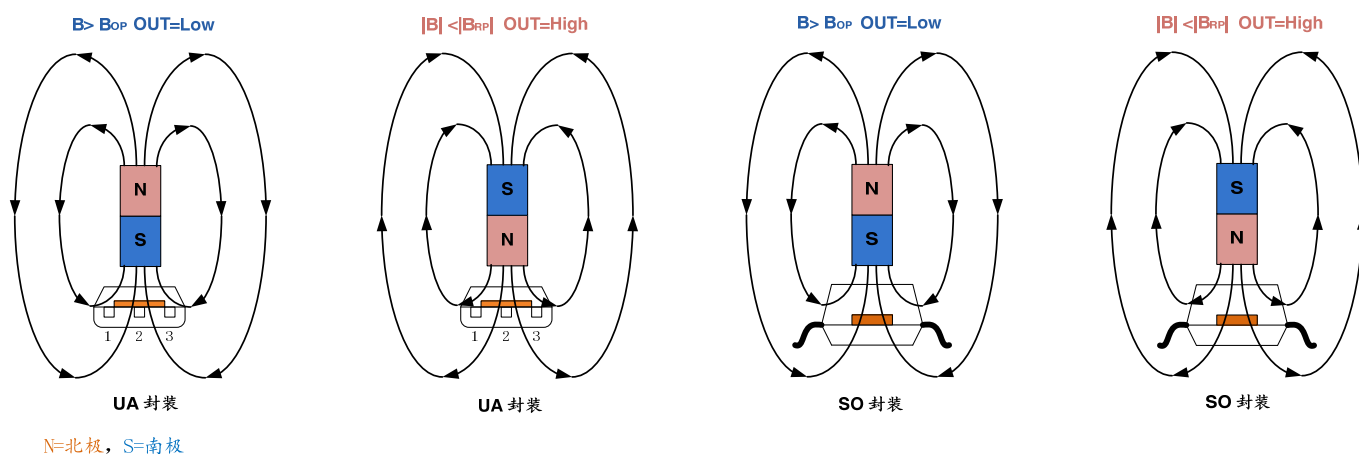 B> BOP OUT=Low
|B| <|BRP| OUT=High
B> BOP OUT=Low
|B| <|BRP| OUT=High
N
S
S
N
N
S
S
N
1 2 3
1 2 3
UA 封装
UA 封装
SO 封装
SO 封装
N=北极，S=南极